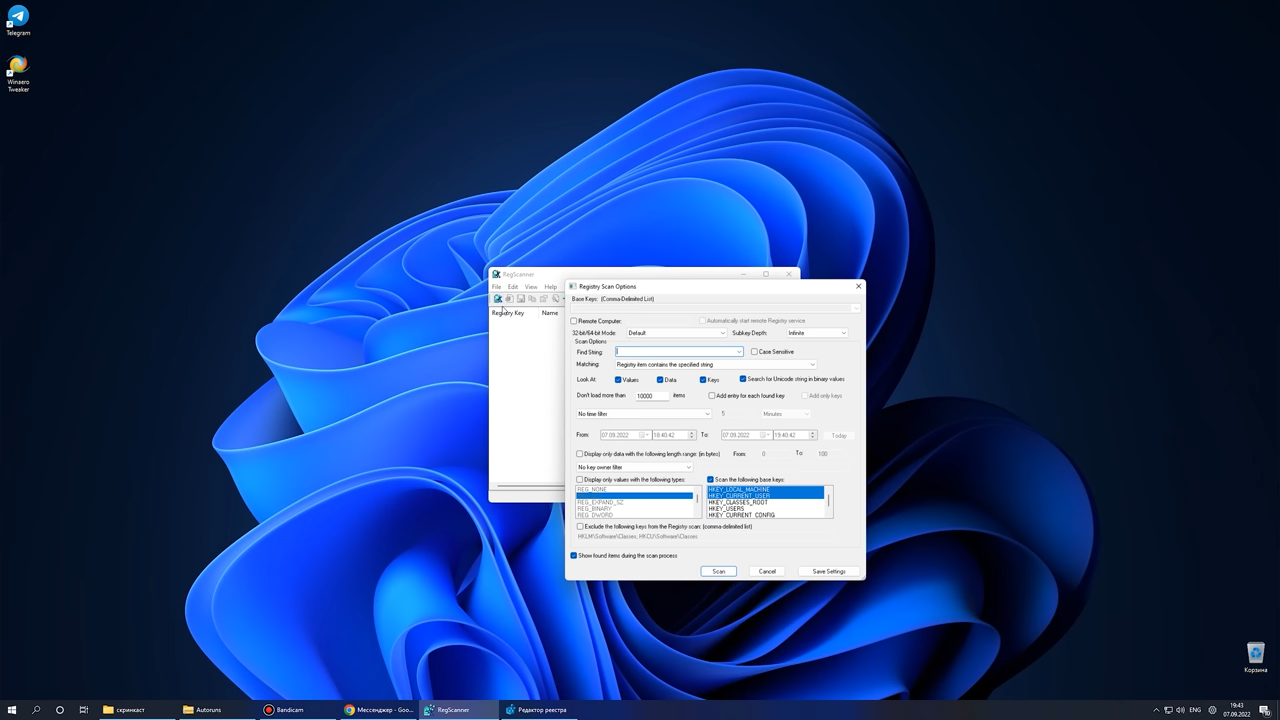 Telegram
Winaero
Tweaker
RegScanner
File Edit View Help
Registry Key Name
Registry Scan Options
Base Keys: (Comma-Delimited List)
Remote Computer: Automatically start remote Registry service
32-bit/64-bit Mode: Default Subkey Depth: Infinite
Scan Options
Find String: Case Sensitive
Matching: Registry item contains the specified string
Look At: Values Data Keys Search for Unicode string in binary values
Don't load more than 10000 items Add entry for each found key Add only keys
No time filter 5 Minutes
From: 07.09.2022 18:40:42 To: 07.09.2022 19:40:42 Today
Display only data with the following length range: (in bytes) From: 0 To: 100
No key owner filter
Display only values with the following types: Scan the following base keys:
REG_NONE HKEY_LOCAL_MACHINE
HKEY_CURRENT_USER
REG_EXPAND_SZ HKEY_CLASSES_ROOT
REG_BINARY HKEY_USERS
REG_DWORD HKEY_CURRENT_CONFIG
Exclude the following keys from the Registry scan: (comma-delimited list)
HKLM\Software\Classes, HKCU\Software\Classes
Show found items during the scan process
Scan Cancel Save Settings
Корзина
скринкаст Autoruns Bandicam Мессенджер - Goo... RegScanner Редактор реестра ENG 19:43
07.09.2022